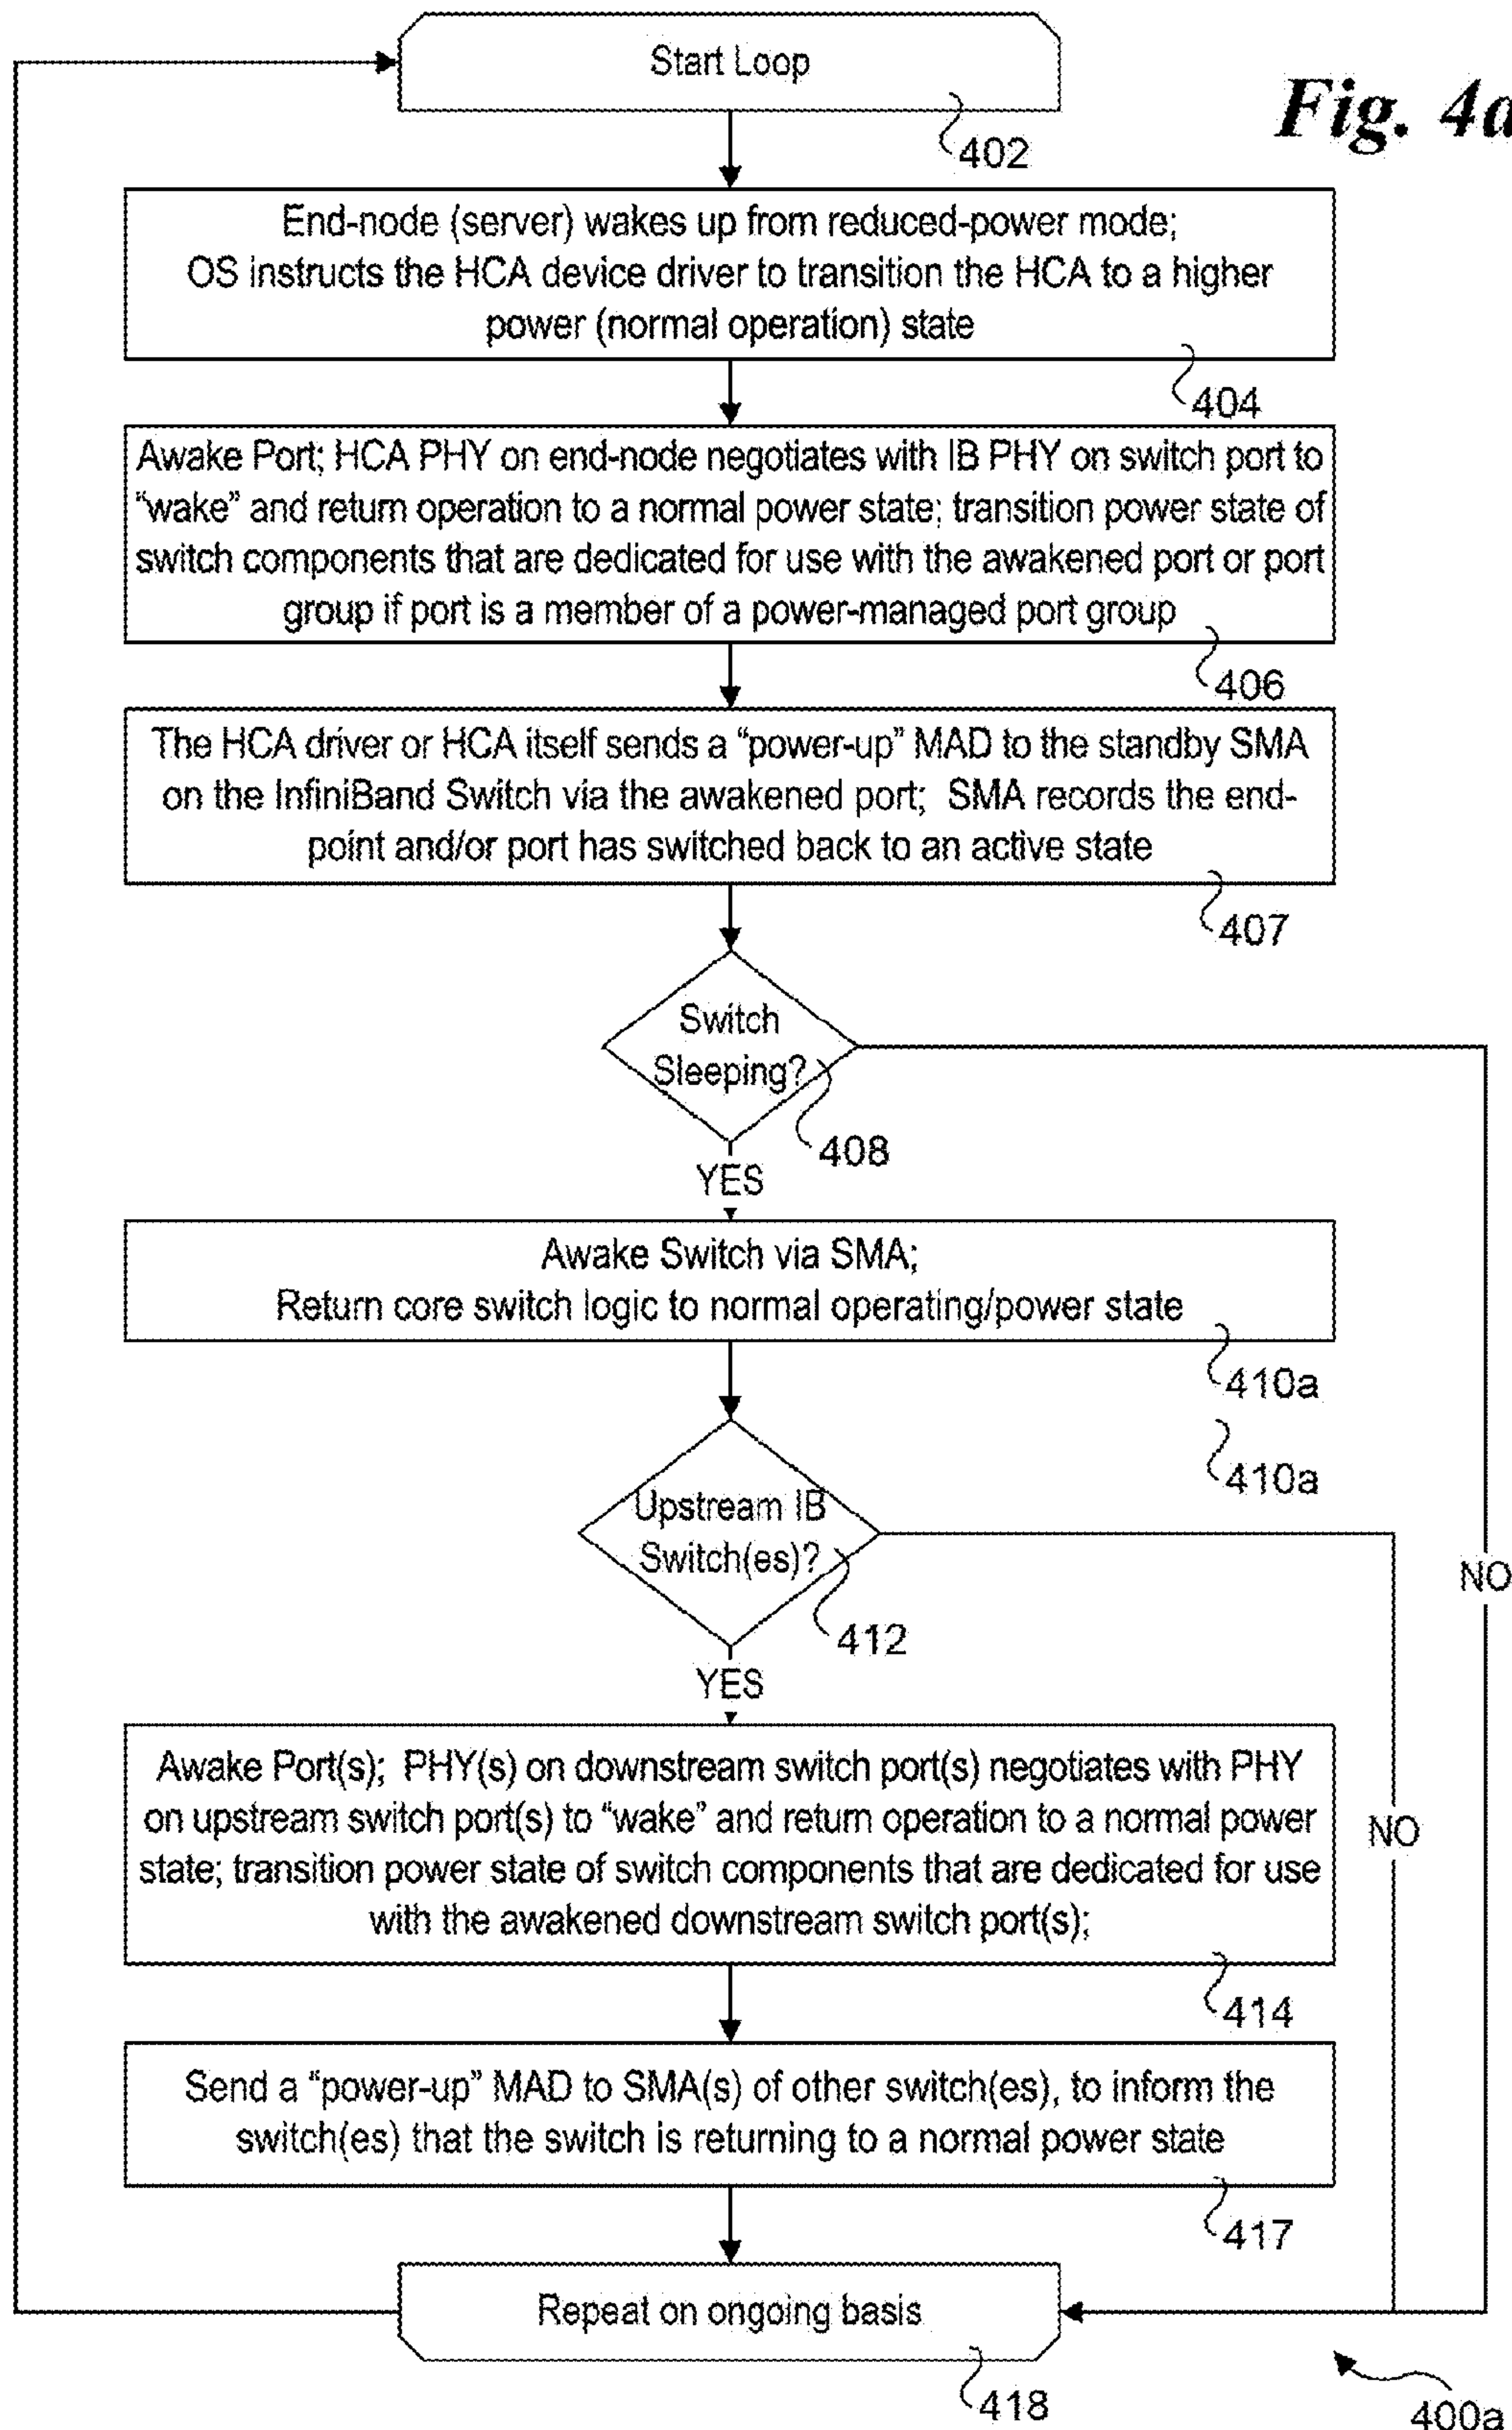 Start Loop
Fig. 4a
402
End-node (server) wakes up from reduced-power mode;
OS instructs the HCA device driver to transition the HCA to a higher
power (normal operation) state
404
Awake Port; HCA PHY on end-node negotiates with IB PHY on switch port to
"wake" and return operation to a normal power state; transition power state of
switch components that are dedicated for use with the awakened port or port
group if port is a member of a power-managed port group
406
The HCA driver or HCA itself sends a "power-up" MAD to the standby SMA
on the InfiniBand Switch via the awakened port; SMA records the end-
point and/or port has switched back to an active state
407
Switch
Sleeping?
408
YES
Awake Switch via SMA;
Return core switch logic to normal operating/power state
410a
410a
Upstream IB
Switch(es)?
NO
412
YES
Awake Port(s); PHY(s) on downstream switch port(s) negotiates with PHY
on upstream switch port(s) to "wake" and return operation to a normal power
state; transition power state of switch components that are dedicated for use
with the awakened downstream switch port(s);
NO
414
Send a "power-up" MAD to SMA(s) of other switch(es), to inform the
switch(es) that the switch is returning to a normal power state
417
Repeat on ongoing basis
418
400a